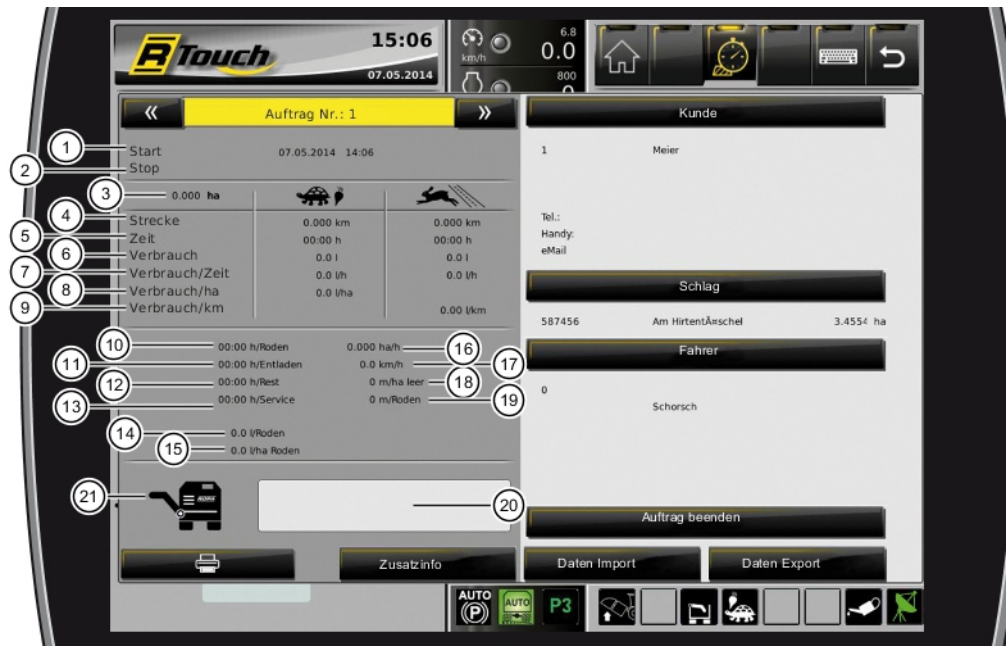 R Touch
15:06
07.05.2014
km/h
6.8
0.0
800
« Auftrag Nr.: 1 »
Kunde
1 Start 07.05.2014 14:06
2 Stop
1 Meier
3 0.000 ha
4 Strecke 0.000 km 0.000 km
5 Zeit 00:00 h 00:00 h
6 Verbrauch 0.0 l 0.0 l
7 Verbrauch/Zeit 0.0 l/h 0.0 l/h
8 Verbrauch/ha 0.0 l/ha
9 Verbrauch/km 0.00 l/km
Tel.:
Handy:
eMail
Schlag
587456 Am HirtentÃ¤schel 3.4554 ha
Fahrer
0
Schorsch
10 00:00 h/Roden 0.000 ha/h 16
11 00:00 h/Entladen 0.0 km/h 17
12 00:00 h/Rest 0 m/ha leer 18
13 00:00 h/Service 0 m/Roden 19
14 0.0 l/Roden
15 0.0 l/ha Roden
21 ROPA
20
Auftrag beenden
Zusatzinfo
Daten Import
Daten Export
AUTO
P
AUTO
P3